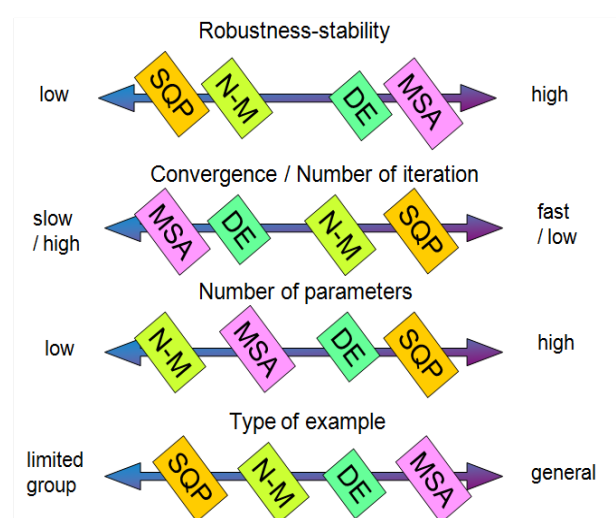 Robustness-stability
low SQP N-M DE MSA high
Convergence / Number of iteration
slow
/ high
MSA DE N-M SQP
fast
/ low
Number of parameters
low N-M MSA DE SQP high
Type of example
limited
group
SQP N-M DE MSA general